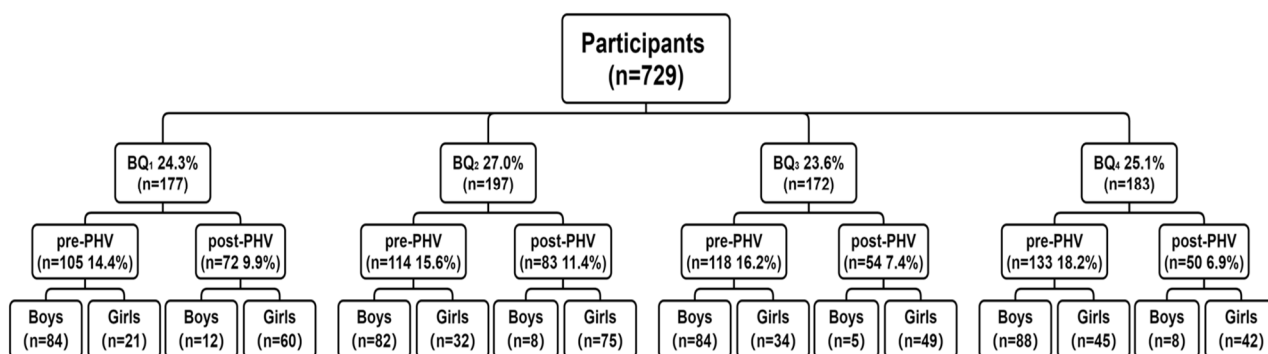 Participants
(n=729)
BQ₁ 24.3%
(n=177)
BQ₂ 27.0%
(n=197)
BQ₃ 23.6%
(n=172)
BQ₄ 25.1%
(n=183)
pre-PHV
(n=105 14.4%)
post-PHV
(n=72 9.9%)
pre-PHV
(n=114 15.6%)
post-PHV
(n=83 11.4%)
pre-PHV
(n=118 16.2%)
post-PHV
(n=54 7.4%)
pre-PHV
(n=133 18.2%)
post-PHV
(n=50 6.9%)
Boys
(n=84)
Girls
(n=21)
Boys
(n=12)
Girls
(n=60)
Boys
(n=82)
Girls
(n=32)
Boys
(n=8)
Girls
(n=75)
Boys
(n=84)
Girls
(n=34)
Boys
(n=5)
Girls
(n=49)
Boys
(n=88)
Girls
(n=45)
Boys
(n=8)
Girls
(n=42)